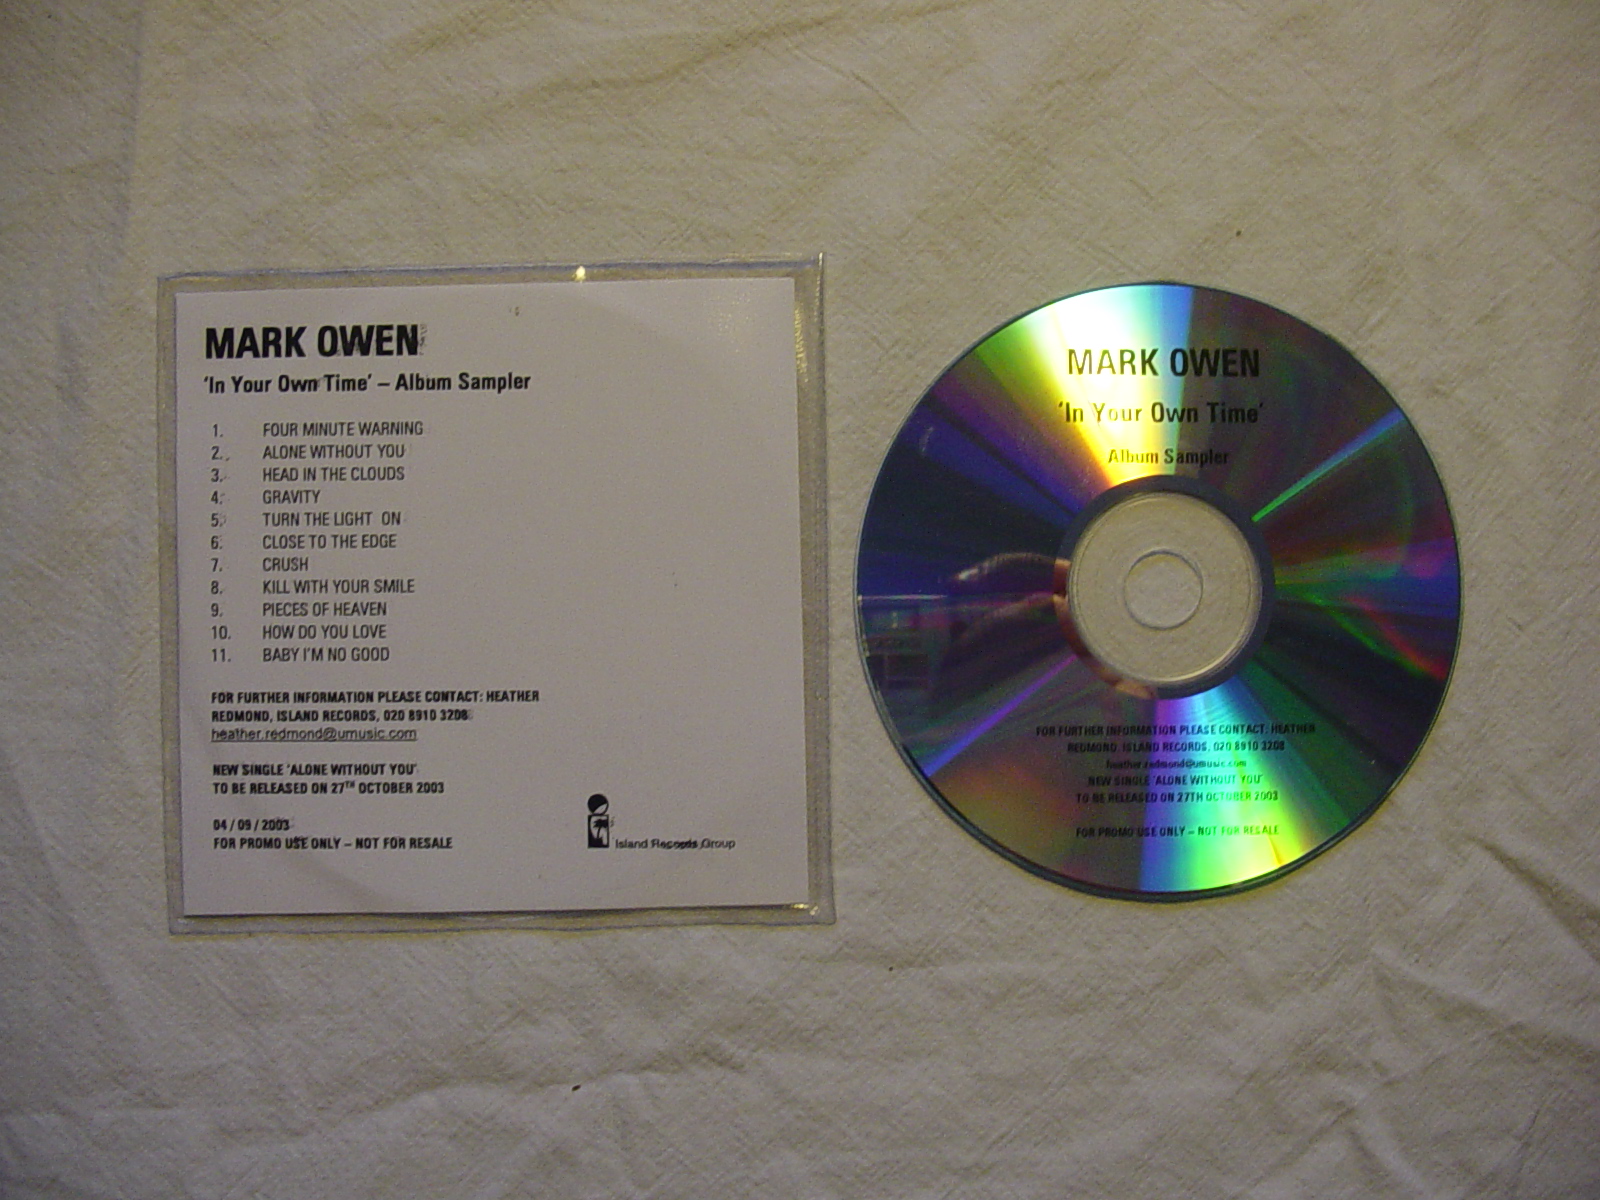 MARK OWEN
'In Your Own Time' – Album Sampler
1. FOUR MINUTE WARNING
2. ALONE WITHOUT YOU
3. HEAD IN THE CLOUDS
4. GRAVITY
5. TURN THE LIGHT ON
6. CLOSE TO THE EDGE
7. CRUSH
8. KILL WITH YOUR SMILE
9. PIECES OF HEAVEN
10. HOW DO YOU LOVE
11. BABY I'M NO GOOD
FOR FURTHER INFORMATION PLEASE CONTACT: HEATHER
REDMOND, ISLAND RECORDS, 020 8910 3208
heather.redmond@umusic.com
NEW SINGLE 'ALONE WITHOUT YOU'
TO BE RELEASED ON 27TH OCTOBER 2003
04 / 09 / 2003
FOR PROMO USE ONLY – NOT FOR RESALE
Island Records Group
MARK OWEN
'In Your Own Time'
Album Sampler
FOR FURTHER INFORMATION PLEASE CONTACT: HEATHER
REDMOND, ISLAND RECORDS, 020 8910 3208
heather.redmond@umusic.com
NEW SINGLE 'ALONE WITHOUT YOU'
TO BE RELEASED ON 27TH OCTOBER 2003
FOR PROMO USE ONLY – NOT FOR RESALE